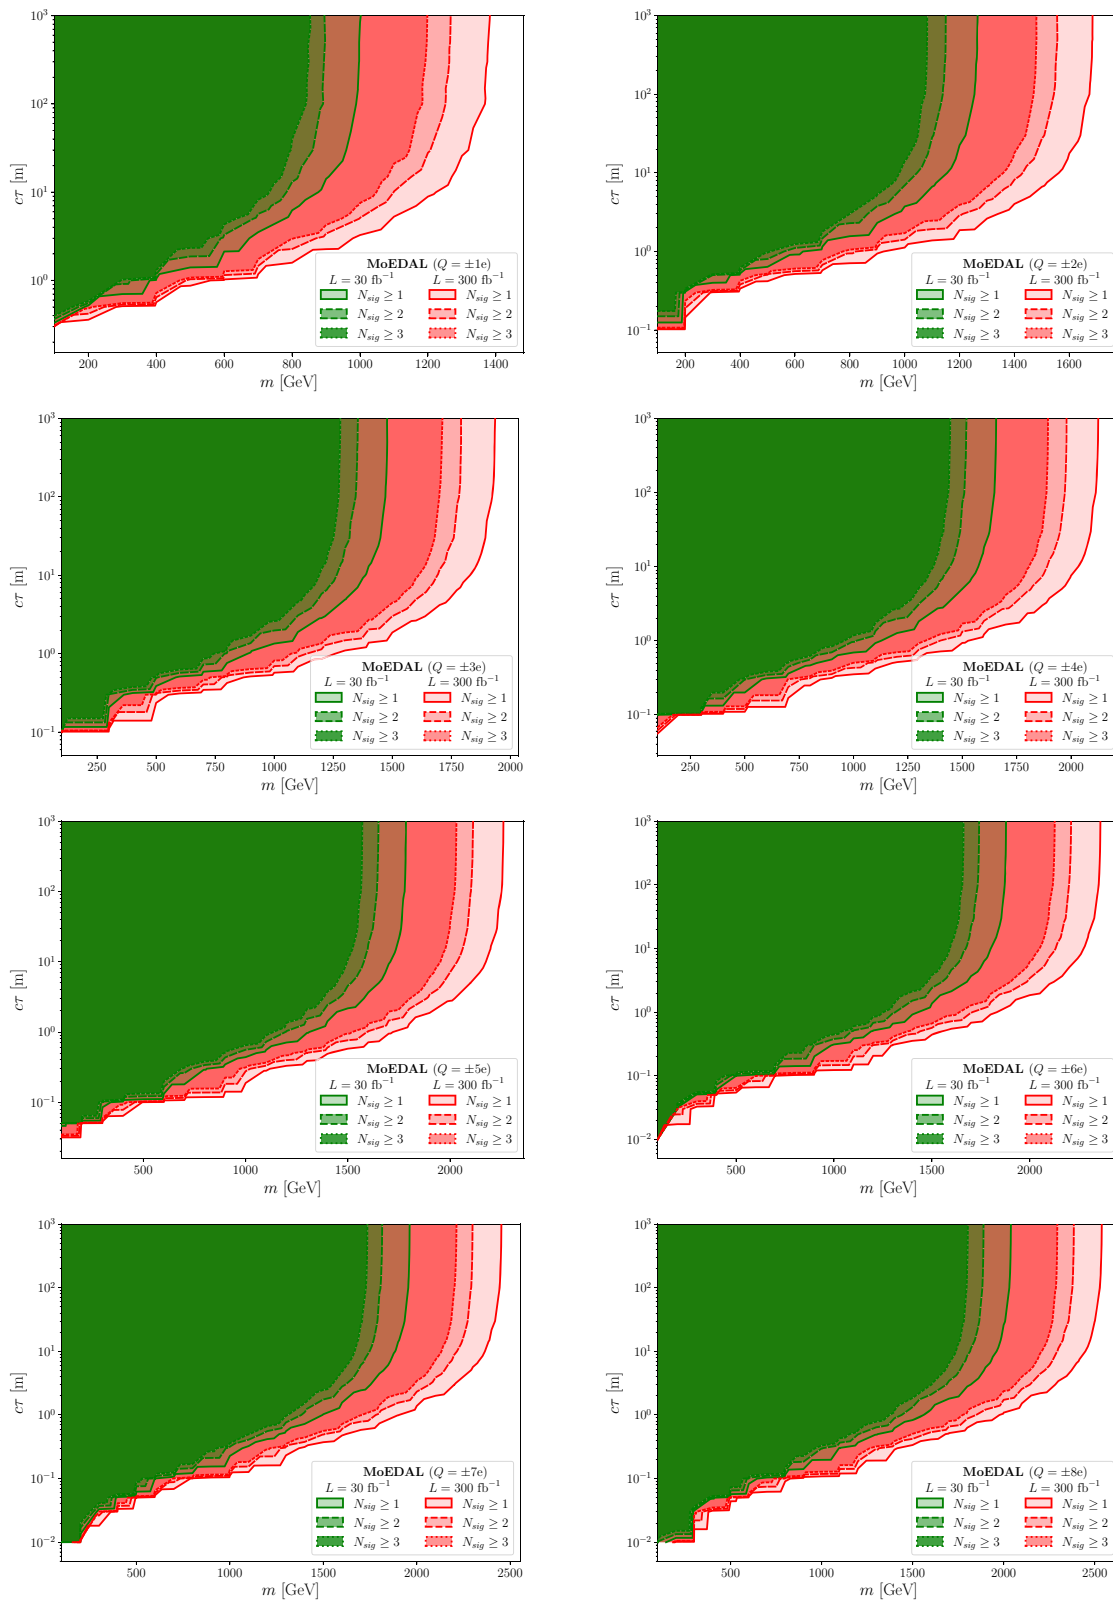 10³
10²
10¹
10⁰
cτ [m]
200 400 600 800 1000 1200 1400
m [GeV]
MoEDAL (Q = ±1e)
L = 30 fb⁻¹ L = 300 fb⁻¹
N_sig ≥ 1 N_sig ≥ 1
N_sig ≥ 2 N_sig ≥ 2
N_sig ≥ 3 N_sig ≥ 3
10³
10²
10¹
10⁰
10⁻¹
cτ [m]
200 400 600 800 1000 1200 1400 1600
m [GeV]
MoEDAL (Q = ±2e)
L = 30 fb⁻¹ L = 300 fb⁻¹
N_sig ≥ 1 N_sig ≥ 1
N_sig ≥ 2 N_sig ≥ 2
N_sig ≥ 3 N_sig ≥ 3
10³
10²
10¹
10⁰
10⁻¹
cτ [m]
250 500 750 1000 1250 1500 1750 2000
m [GeV]
MoEDAL (Q = ±3e)
L = 30 fb⁻¹ L = 300 fb⁻¹
N_sig ≥ 1 N_sig ≥ 1
N_sig ≥ 2 N_sig ≥ 2
N_sig ≥ 3 N_sig ≥ 3
10³
10²
10¹
10⁰
10⁻¹
cτ [m]
250 500 750 1000 1250 1500 1750 2000
m [GeV]
MoEDAL (Q = ±4e)
L = 30 fb⁻¹ L = 300 fb⁻¹
N_sig ≥ 1 N_sig ≥ 1
N_sig ≥ 2 N_sig ≥ 2
N_sig ≥ 3 N_sig ≥ 3
10³
10²
10¹
10⁰
10⁻¹
cτ [m]
500 1000 1500 2000
m [GeV]
MoEDAL (Q = ±5e)
L = 30 fb⁻¹ L = 300 fb⁻¹
N_sig ≥ 1 N_sig ≥ 1
N_sig ≥ 2 N_sig ≥ 2
N_sig ≥ 3 N_sig ≥ 3
10³
10²
10¹
10⁰
10⁻¹
10⁻²
cτ [m]
500 1000 1500 2000
m [GeV]
MoEDAL (Q = ±6e)
L = 30 fb⁻¹ L = 300 fb⁻¹
N_sig ≥ 1 N_sig ≥ 1
N_sig ≥ 2 N_sig ≥ 2
N_sig ≥ 3 N_sig ≥ 3
10³
10²
10¹
10⁰
10⁻¹
10⁻²
cτ [m]
500 1000 1500 2000 2500
m [GeV]
MoEDAL (Q = ±7e)
L = 30 fb⁻¹ L = 300 fb⁻¹
N_sig ≥ 1 N_sig ≥ 1
N_sig ≥ 2 N_sig ≥ 2
N_sig ≥ 3 N_sig ≥ 3
10³
10²
10¹
10⁰
10⁻¹
10⁻²
cτ [m]
500 1000 1500 2000 2500
m [GeV]
MoEDAL (Q = ±8e)
L = 30 fb⁻¹ L = 300 fb⁻¹
N_sig ≥ 1 N_sig ≥ 1
N_sig ≥ 2 N_sig ≥ 2
N_sig ≥ 3 N_sig ≥ 3